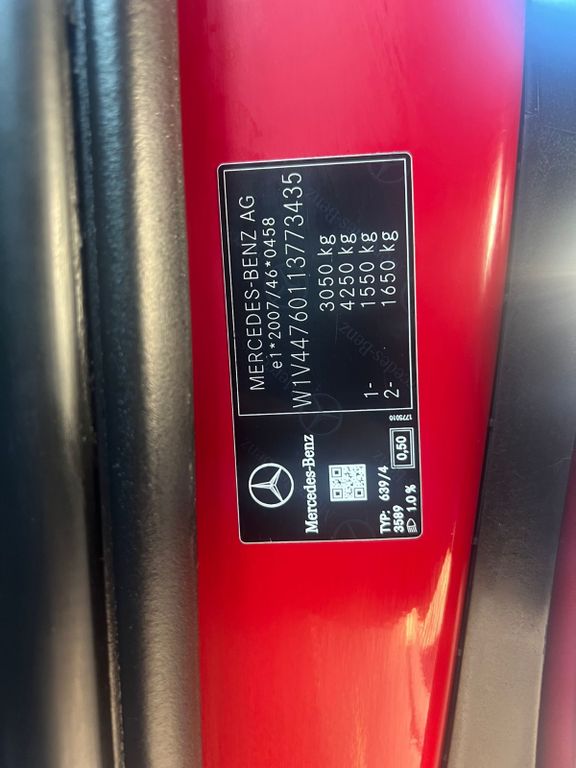 MERCEDES-BENZ AG
e1*2007/46*0458
W1V44760113773435
3050 kg
4250 kg
1- 1550 kg
2- 1650 kg
Mercedes-Benz
TYP: 639/4
3589
1.0 %
0,50
1775010